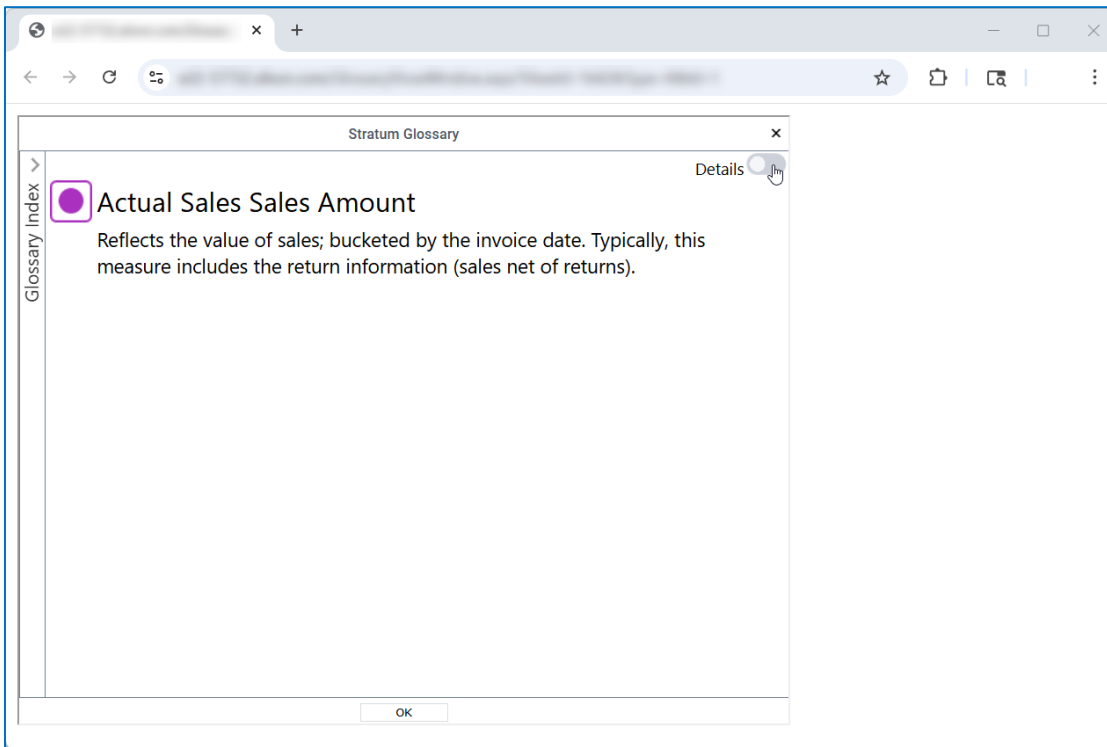 Stratum Glossary
Details
Glossary Index
Actual Sales Sales Amount
Reflects the value of sales; bucketed by the invoice date. Typically, this
measure includes the return information (sales net of returns).
OK